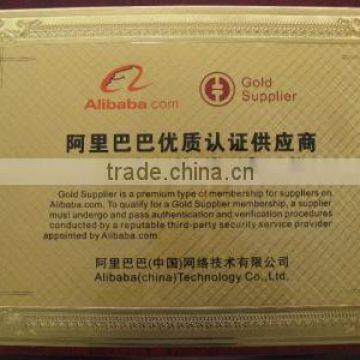 Alibaba.com
Gold Supplier
阿里巴巴优质认证供应商
trade.china.cn
Gold Supplier is a premium type of membership for suppliers on
Alibaba.com. To qualify for a Gold Supplier membership, a supplier
must undergo and pass authentication and verification procedures
conducted by a reputable third-party security service provider
appointed by Alibaba.com.
阿里巴巴(中国)网络技术有限公司
Alibaba(china)Technology Co.,Ltd.